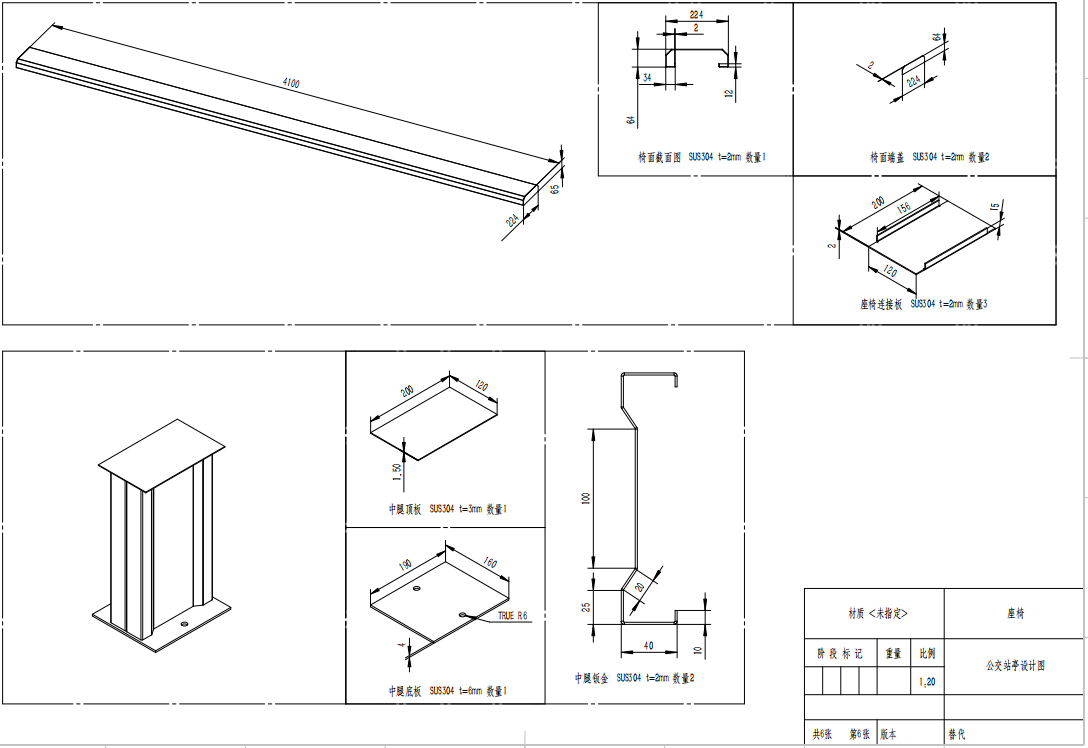 4100
65
224
224
2
34
12
64
椅面截面图 SUS304 t=2mm 数量1
64
2
224
椅面端盖 SUS304 t=2mm 数量2
200
156
15
2
120
座椅连接板 SUS304 t=2mm 数量3
200
120
1.50
中腿顶板 SUS304 t=3mm 数量1
190
160
TRUE R6
4
中腿底板 SUS304 t=6mm 数量1
100
20
25
40
10
中腿钣金 SUS304 t=2mm 数量2
材质 <未指定>
座椅
阶段标记
重量
比例
公交站亭设计图
1:20
共6张 第6张
版本
替代